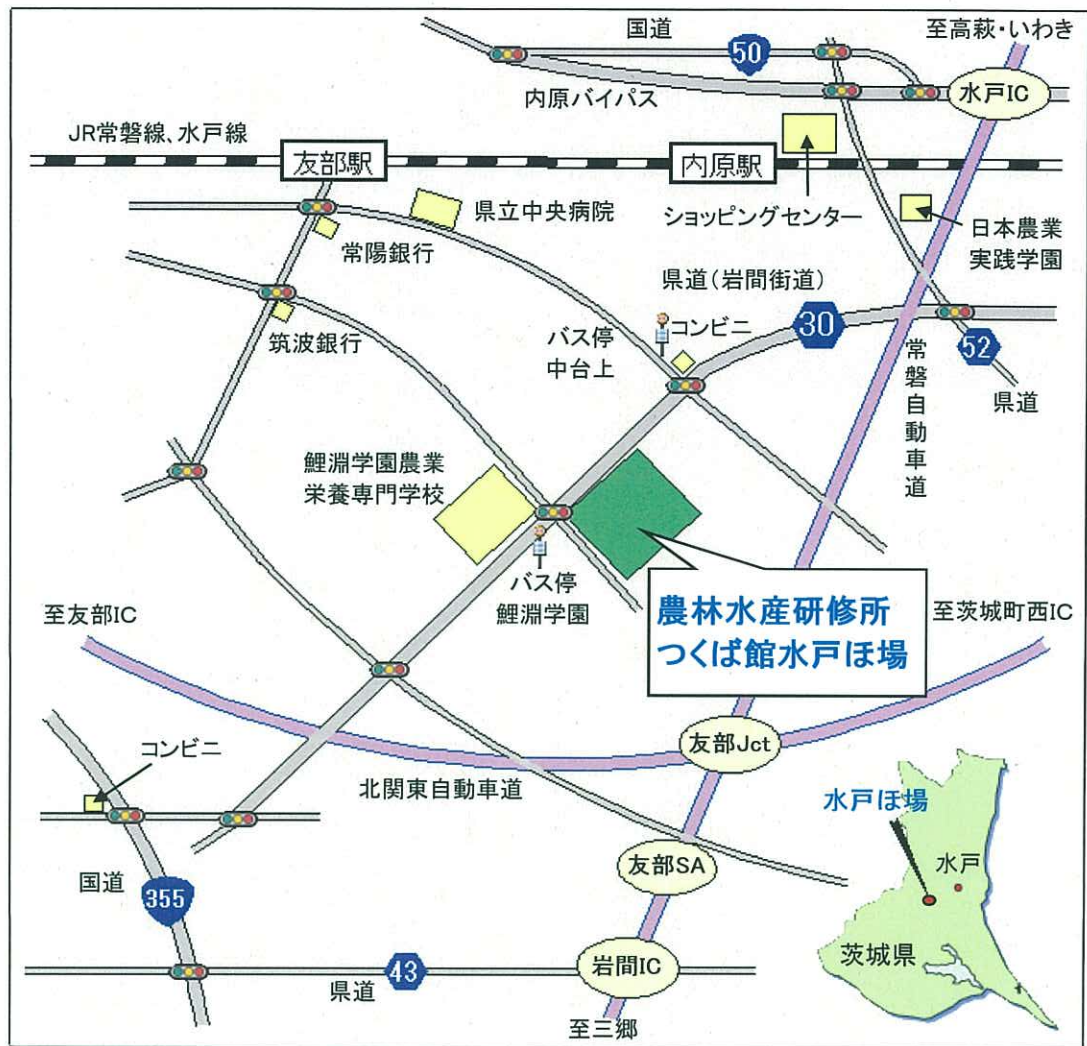 国道
至高萩・いわき
50
内原バイパス
水戸IC
JR常磐線、水戸線
友部駅
内原駅
県立中央病院
ショッピングセンター
日本農業
実践学園
常陽銀行
県道(岩間街道)
30
筑波銀行
バス停
中台上
コンビニ
52
県道
常磐自動車道
鯉淵学園農業
栄養専門学校
バス停
鯉淵学園
農林水産研修所
つくば館水戸ほ場
至友部IC
至茨城町西IC
友部Jct
コンビニ
北関東自動車道
水戸ほ場
水戸
友部SA
国道
355
茨城県
岩間IC
43
県道
至三郷